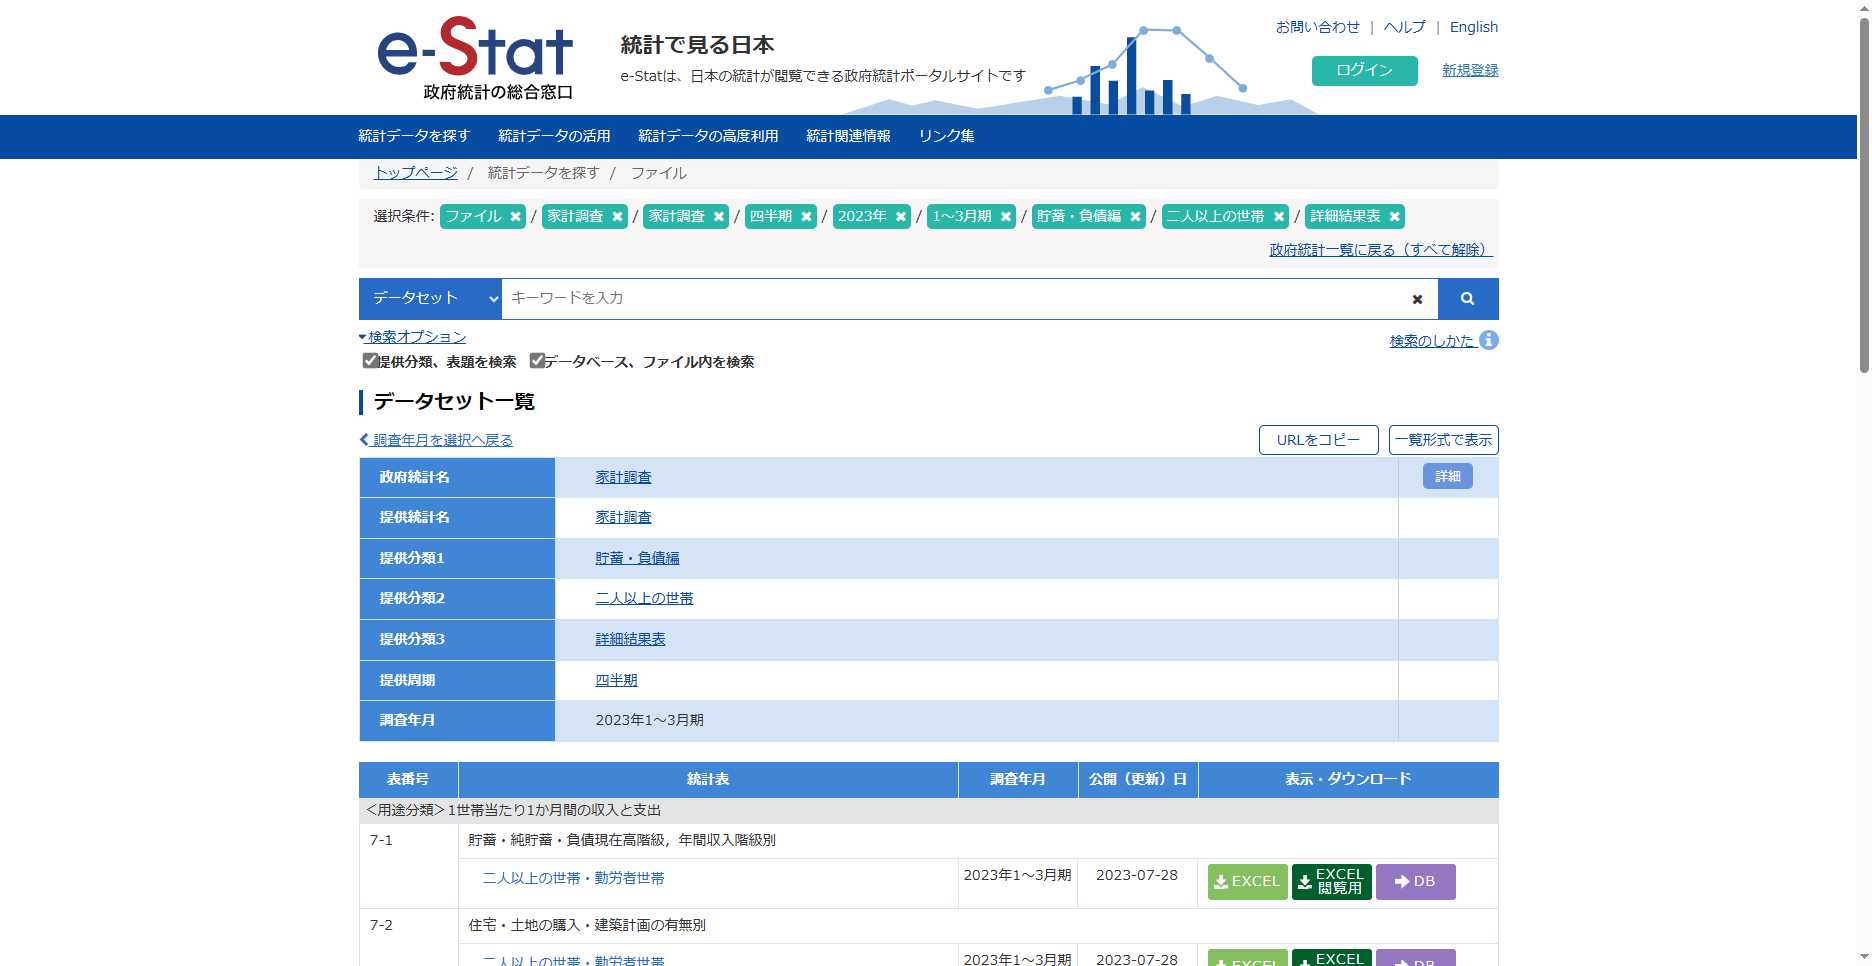 e-Stat
政府統計の総合窓口
統計で見る日本
e-Statは、日本の統計が閲覧できる政府統計ポータルサイトです
お問い合わせ | ヘルプ | English
ログイン 新規登録
統計データを探す 統計データの活用 統計データの高度利用 統計関連情報 リンク集
トップページ / 統計データを探す / ファイル
選択条件: ファイル / 家計調査 / 家計調査 / 四半期 / 2023年 / 1〜3月期 / 貯蓄・負債編 / 二人以上の世帯 / 詳細結果表
政府統計一覧に戻る（すべて解除）
データセット キーワードを入力
検索オプション
検索のしかた
提供分類、表題を検索 データベース、ファイル内を検索
データセット一覧
調査年月を選択へ戻る
URLをコピー 一覧形式で表示
政府統計名 家計調査 詳細
提供統計名 家計調査
提供分類1 貯蓄・負債編
提供分類2 二人以上の世帯
提供分類3 詳細結果表
提供周期 四半期
調査年月 2023年1〜3月期
表番号 統計表 調査年月 公開（更新）日 表示・ダウンロード
＜用途分類＞1世帯当たり1か月間の収入と支出
7-1 貯蓄・純貯蓄・負債現在高階級，年間収入階級別
二人以上の世帯・勤労者世帯 2023年1〜3月期 2023-07-28 EXCEL EXCEL 閲覧用 DB
7-2 住宅・土地の購入・建築計画の有無別
二人以上の世帯・勤労者世帯 2023年1〜3月期 2023-07-28 EXCEL EXCEL DB